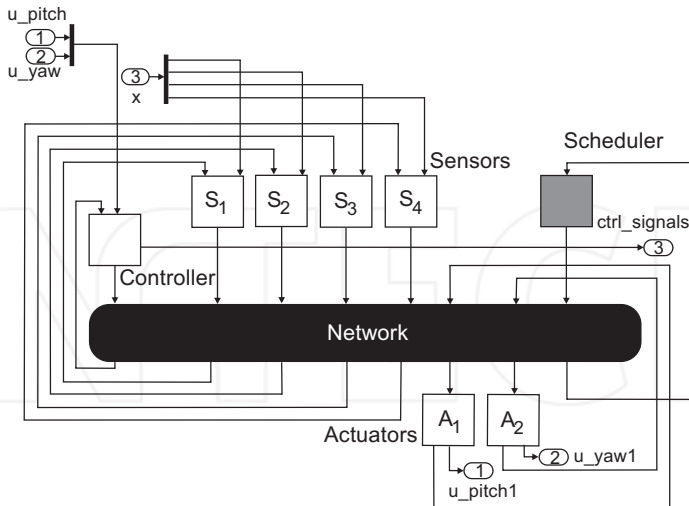 u_pitch
1
2
u_yaw
3
x
Scheduler
Sensors
S1
S2
S3
S4
ctrl_signals
3
Controller
Network
Actuators
A1
A2
1
u_pitch1
2
u_yaw1